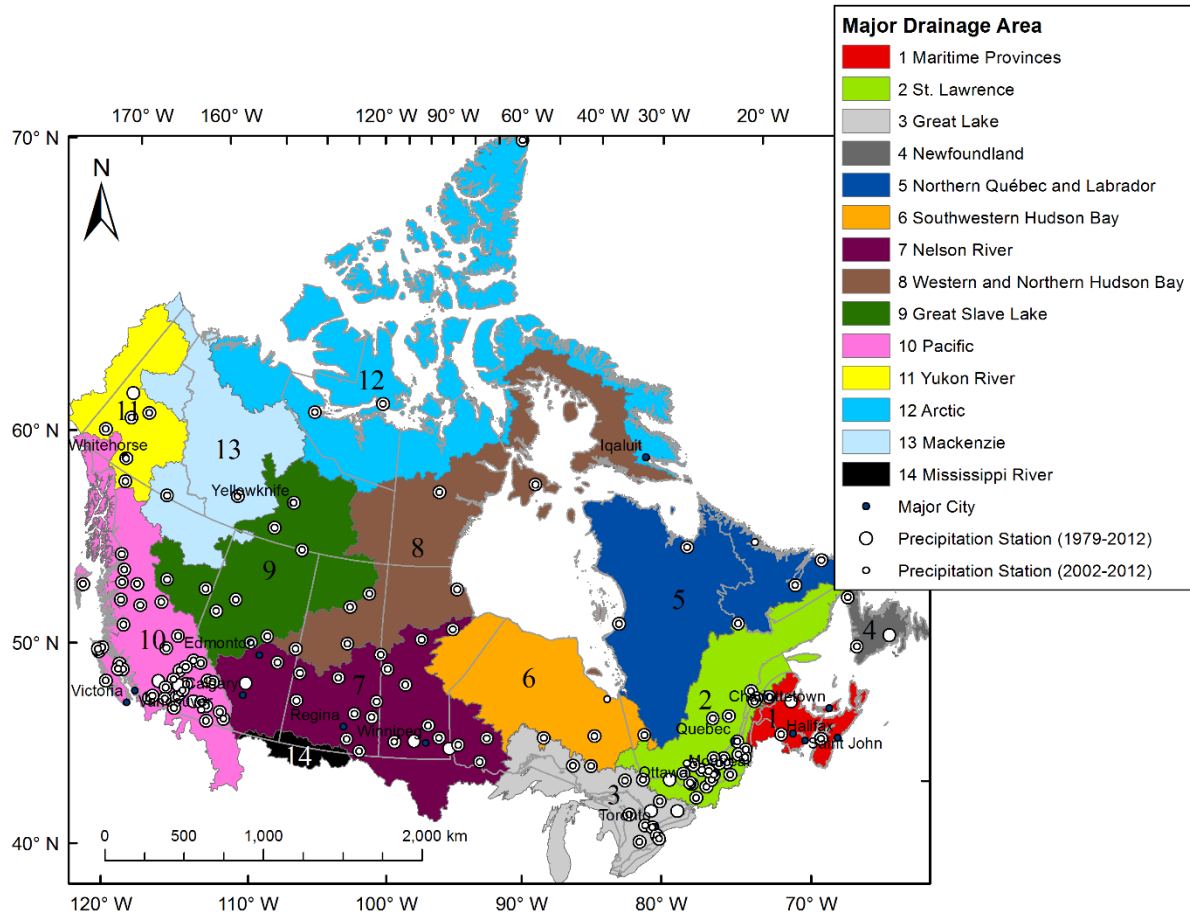 Major Drainage Area
1 Maritime Provinces
2 St. Lawrence
3 Great Lake
4 Newfoundland
5 Northern Québec and Labrador
6 Southwestern Hudson Bay
7 Nelson River
8 Western and Northern Hudson Bay
9 Great Slave Lake
10 Pacific
11 Yukon River
12 Arctic
13 Mackenzie
14 Mississippi River
Major City
Precipitation Station (1979-2012)
Precipitation Station (2002-2012)
170° W 160° W 120° W 90° W 60° W 40° W 30° W 20° W
70° N
N
12
60° N
11
Whitehorse
13
Iqaluit
Yellowknife
8
9
5
50° N
10
Edmonton
4
6
Victoria
Calgary
Vancouver
7
2
Charlottetown
Regina
Winnipeg
Quebec
1
Halifax
Saint John
14
Montreal
Ottawa
3
Toronto
0 500 1,000 2,000 km
40° N
120° W 110° W 100° W 90° W 80° W 70° W